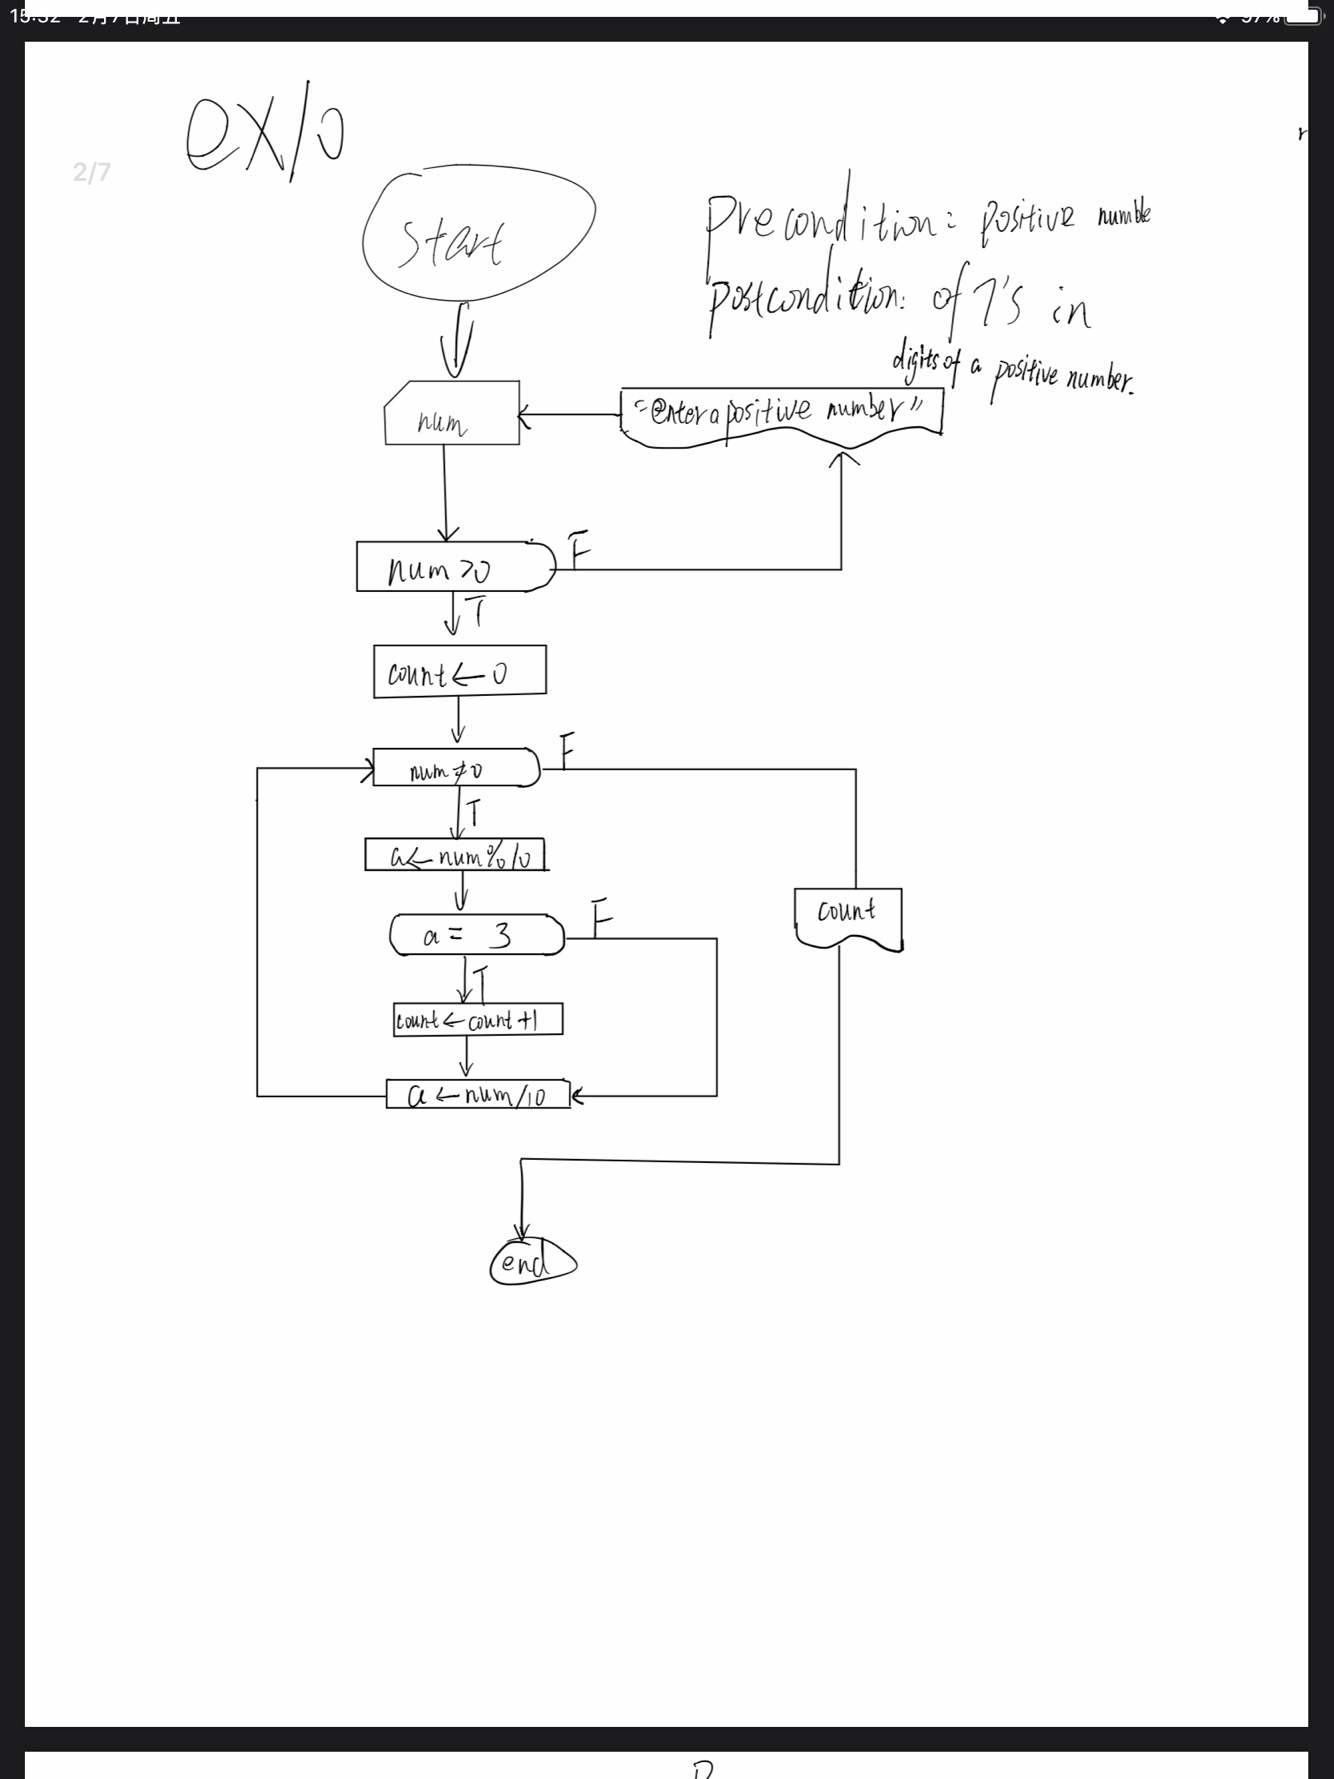 ex10
2/7
start
Precondition: positive numbe
postcondition: of 7's in
digits of a positive number.
num
"enter a positive number"
num >0
F
T
count ← 0
num ≠ 0
F
T
a ← num % 10
a = 3
F
count
T
count ← count +1
a ← num/10
end